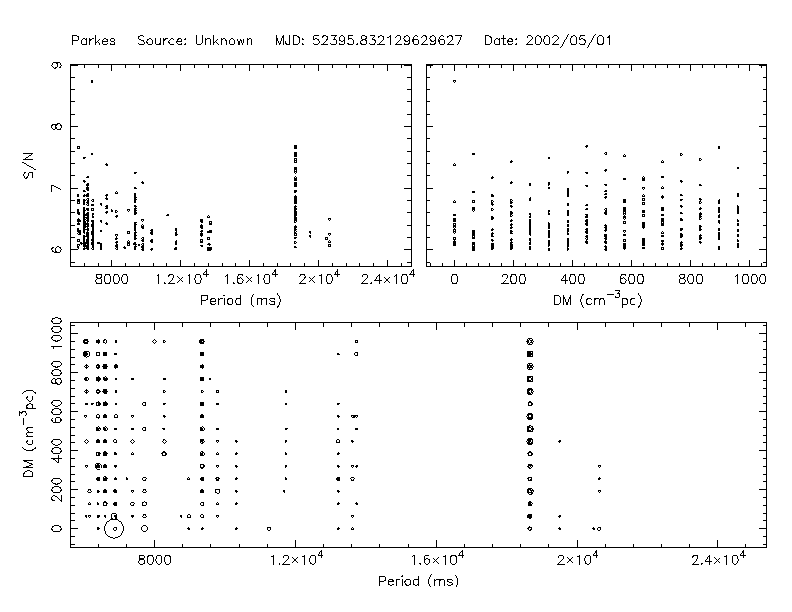 Parkes Source: Unknown MJD: 52395.832129629627 Date: 2002/05/01
9
8
7
6
S/N
8000 1.2×10⁴ 1.6×10⁴ 2×10⁴ 2.4×10⁴
Period (ms)
0 200 400 600 800 1000
DM (cm⁻³pc)
1000
800
600
400
200
0
DM (cm⁻³pc)
8000 1.2×10⁴ 1.6×10⁴ 2×10⁴ 2.4×10⁴
Period (ms)